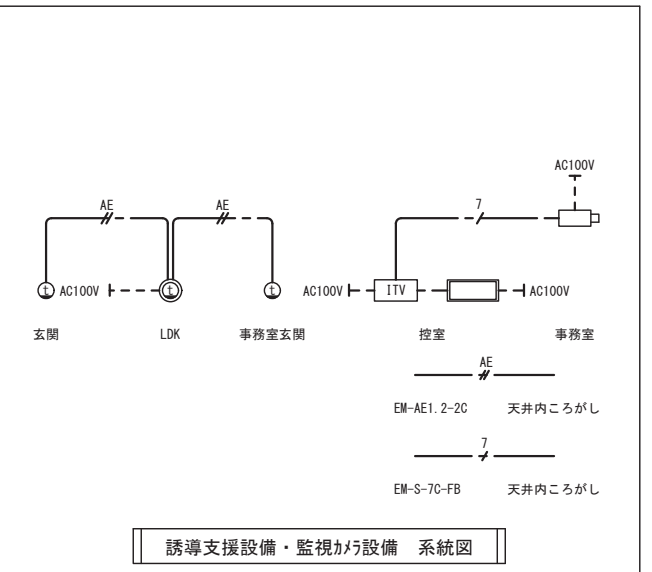 AC100V
AE
AE
7
t
AC100V
t
t
AC100V
ITV
AC100V
玄関
LDK
事務室玄関
控室
事務室
AE
EM-AE1.2-2C 天井内ころがし
7
EM-S-7C-FB 天井内ころがし
誘導支援設備・監視ｶﾒﾗ設備 系統図